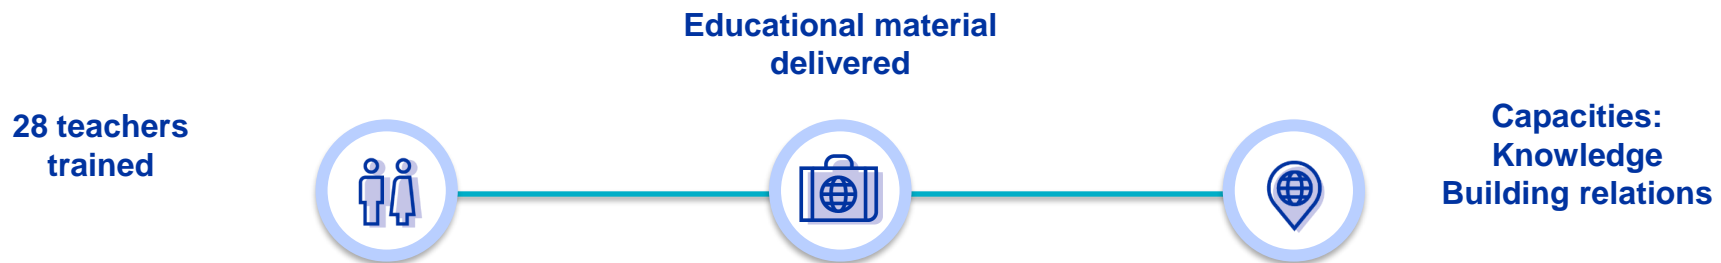 28 teachers
trained
Educational material
delivered
Capacities:
Knowledge
Building relations